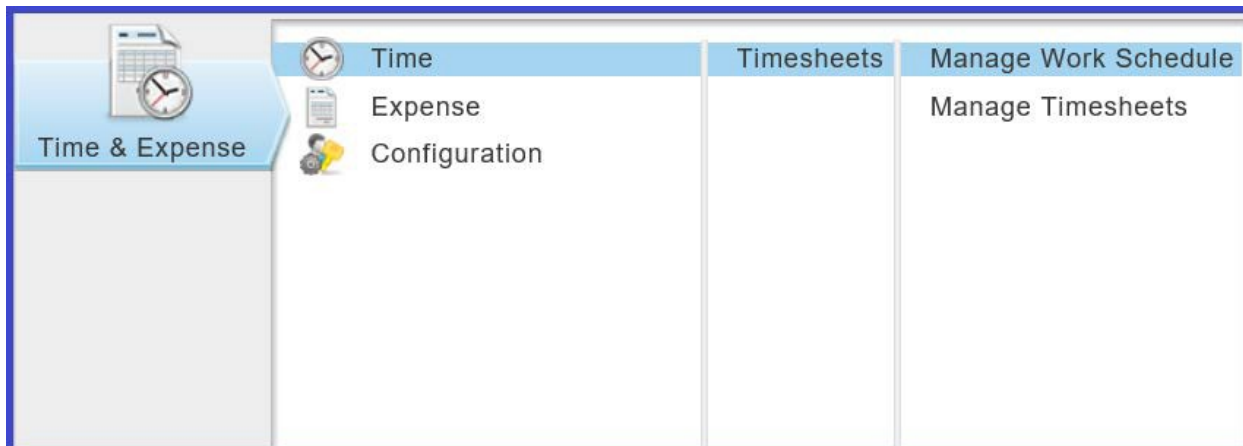 Time & Expense
Time
Expense
Configuration
Timesheets
Manage Work Schedule
Manage Timesheets